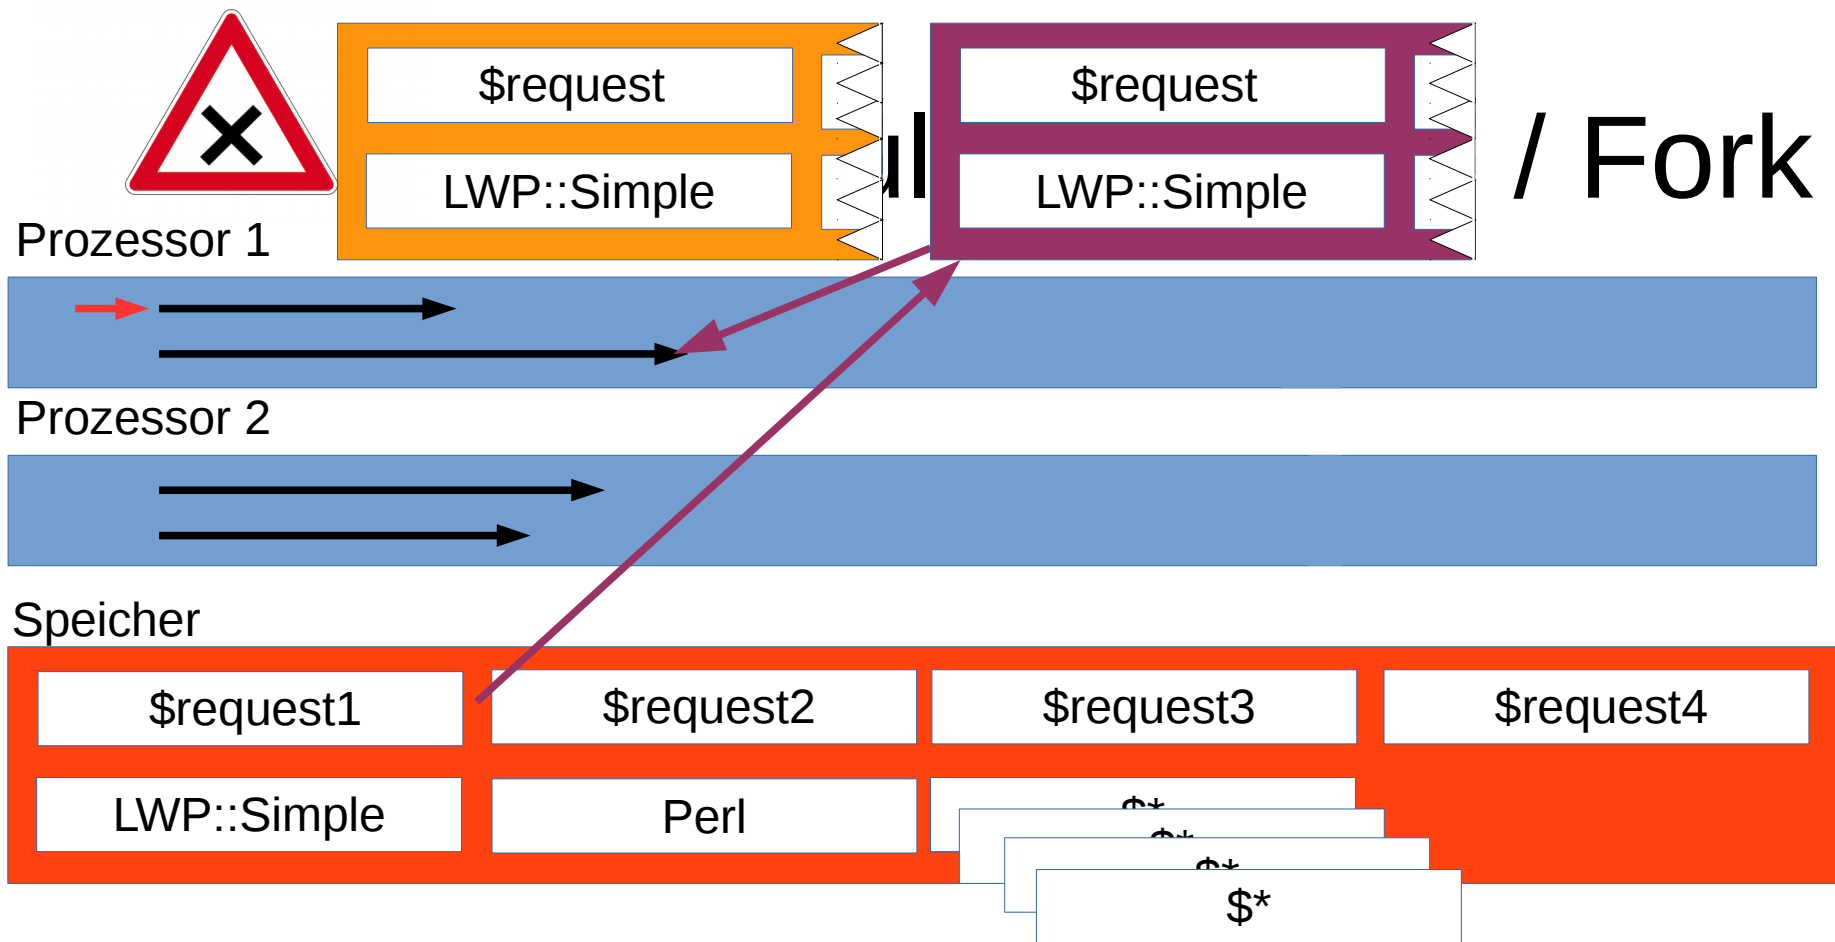 $request
$request
/ Fork
LWP::Simple
LWP::Simple
Prozessor 1
Prozessor 2
Speicher
$request1
$request2
$request3
$request4
LWP::Simple
Perl
$*
$*
$*
$*